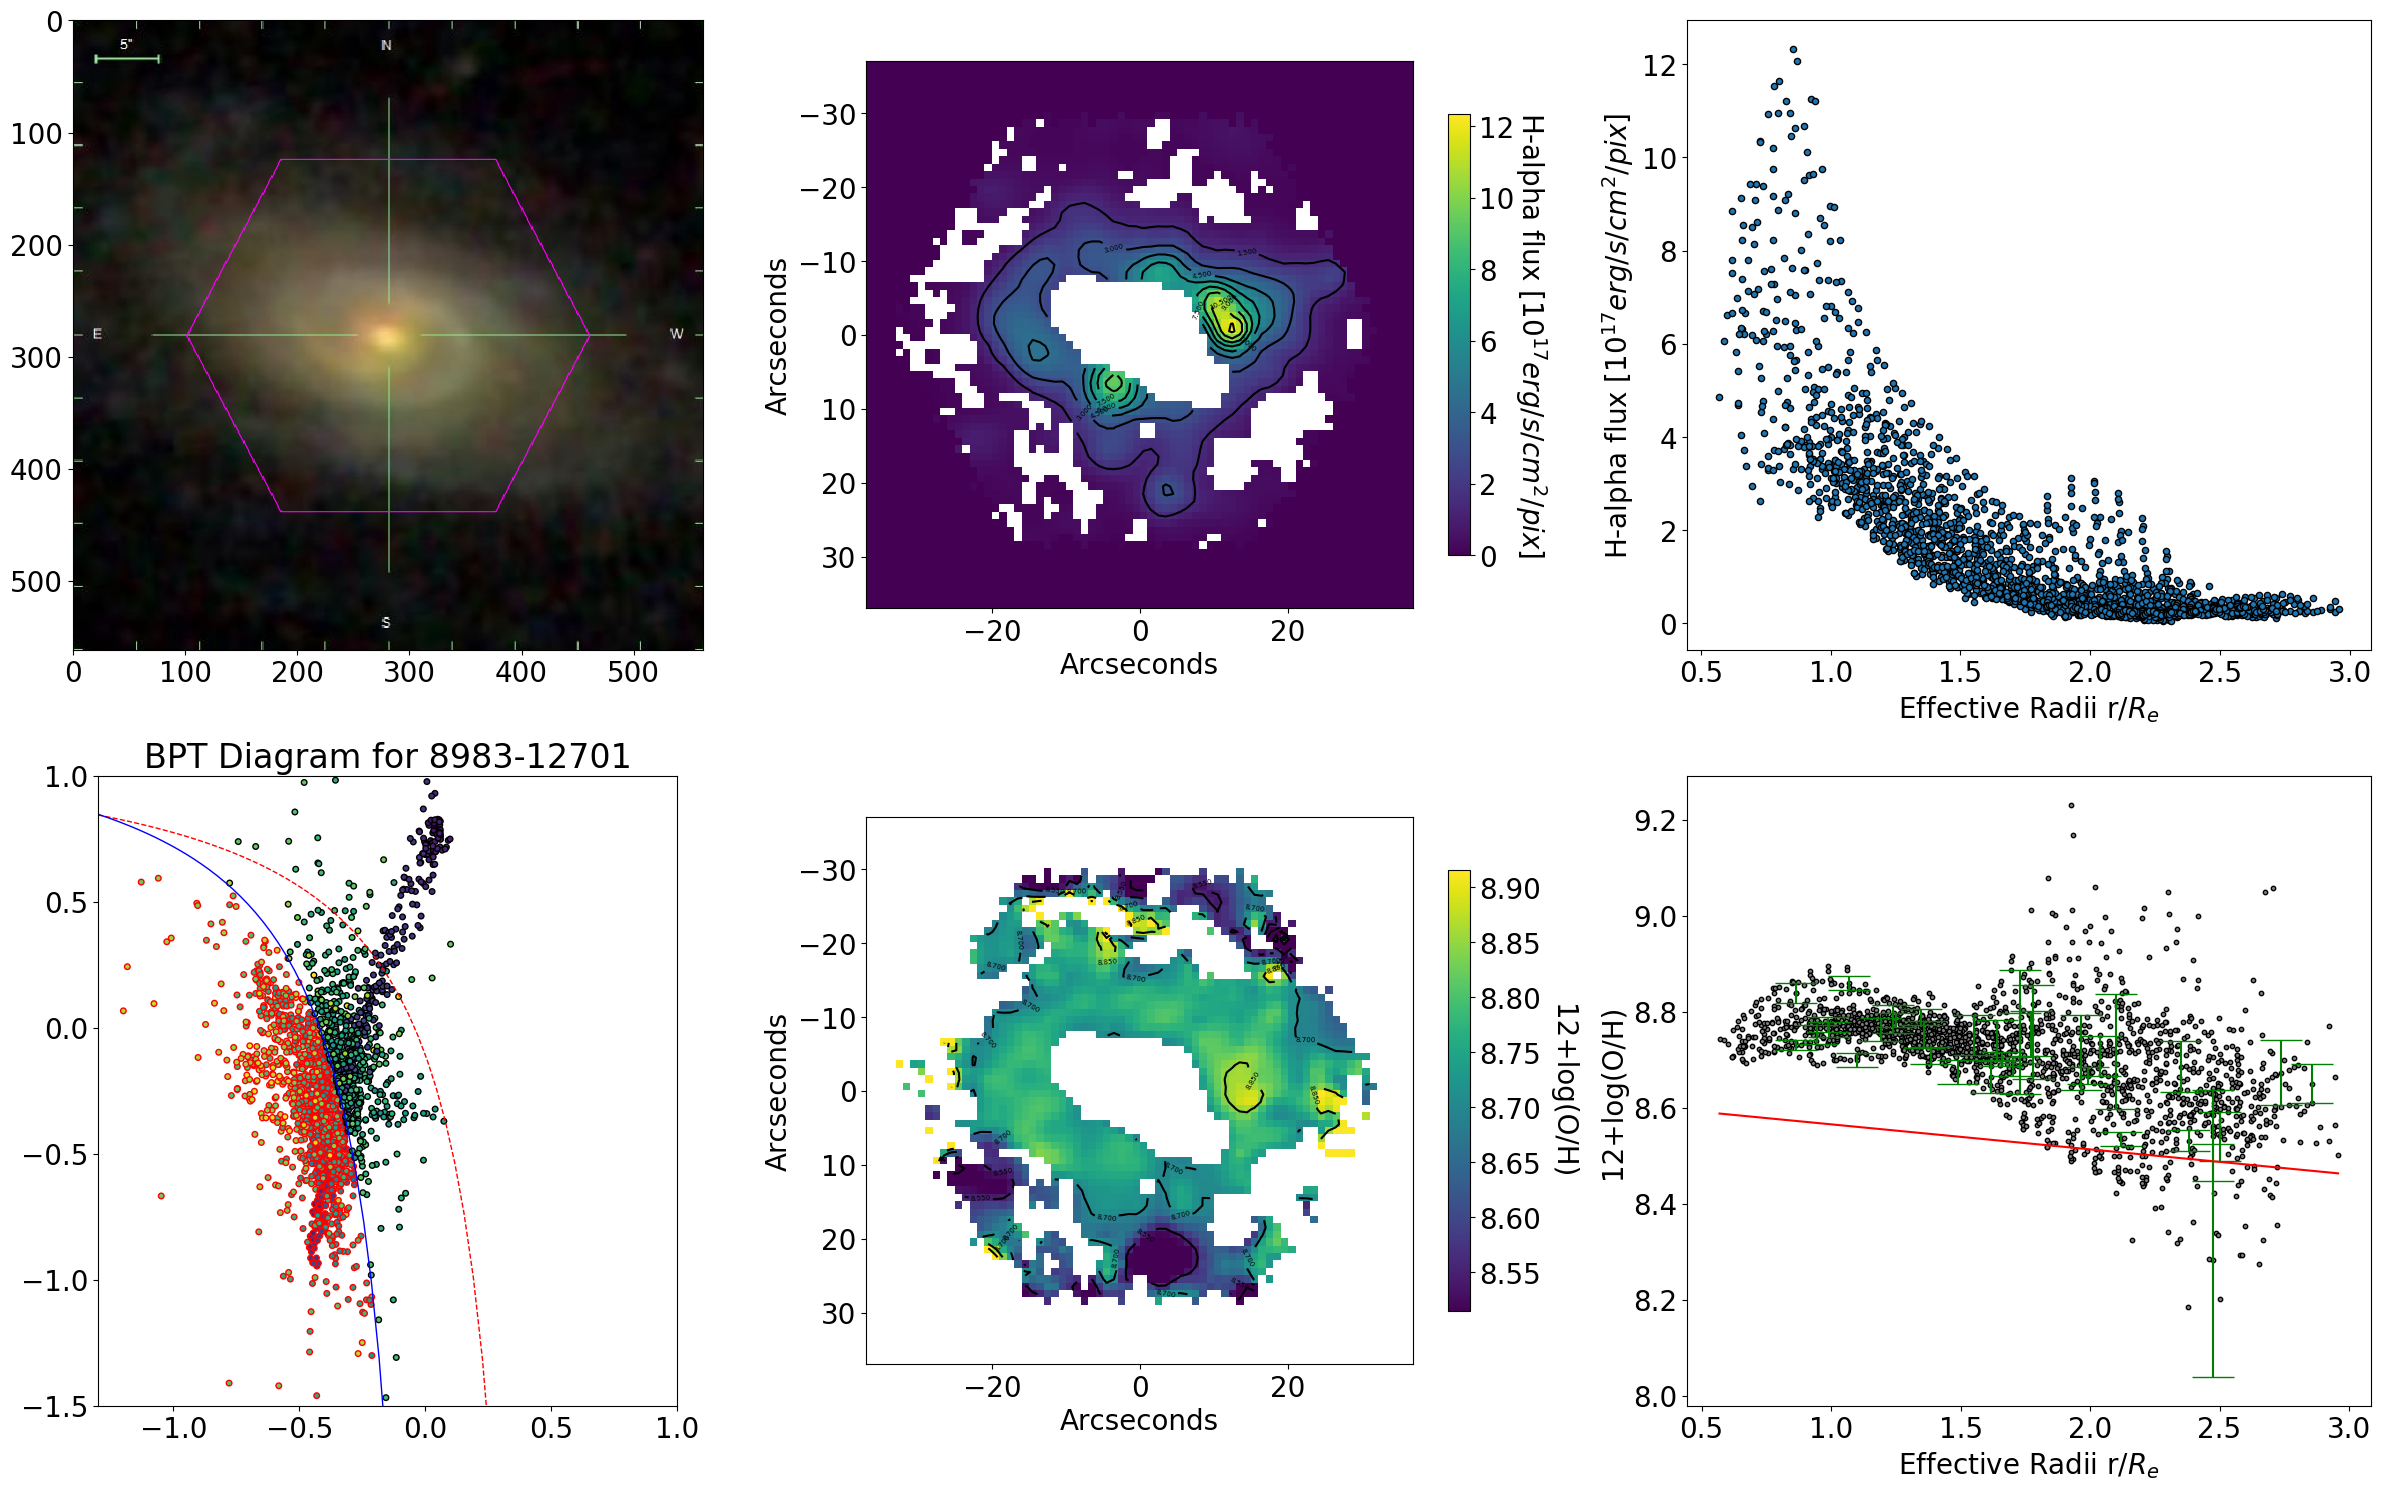 0
100
200
300
400
500
0 100 200 300 400 500
5"
N
E
W
S
−30
−20
−10
0
10
20
30
−20 0 20
Arcseconds
Arcseconds
12
10
8
6
4
2
0
H-alpha flux [10^17 erg/s/cm^2/pix]
H-alpha flux [10^17 erg/s/cm^2/pix]
12
10
8
6
4
2
0
0.5 1.0 1.5 2.0 2.5 3.0
Effective Radii r/R_e
BPT Diagram for 8983-12701
1.0
0.5
0.0
−0.5
−1.0
−1.5
−1.0 −0.5 0.0 0.5 1.0
−30
−20
−10
0
10
20
30
−20 0 20
Arcseconds
Arcseconds
8.90
8.85
8.80
8.75
8.70
8.65
8.60
8.55
12+log(O/H)
12+log(O/H)
9.2
9.0
8.8
8.6
8.4
8.2
8.0
0.5 1.0 1.5 2.0 2.5 3.0
Effective Radii r/R_e